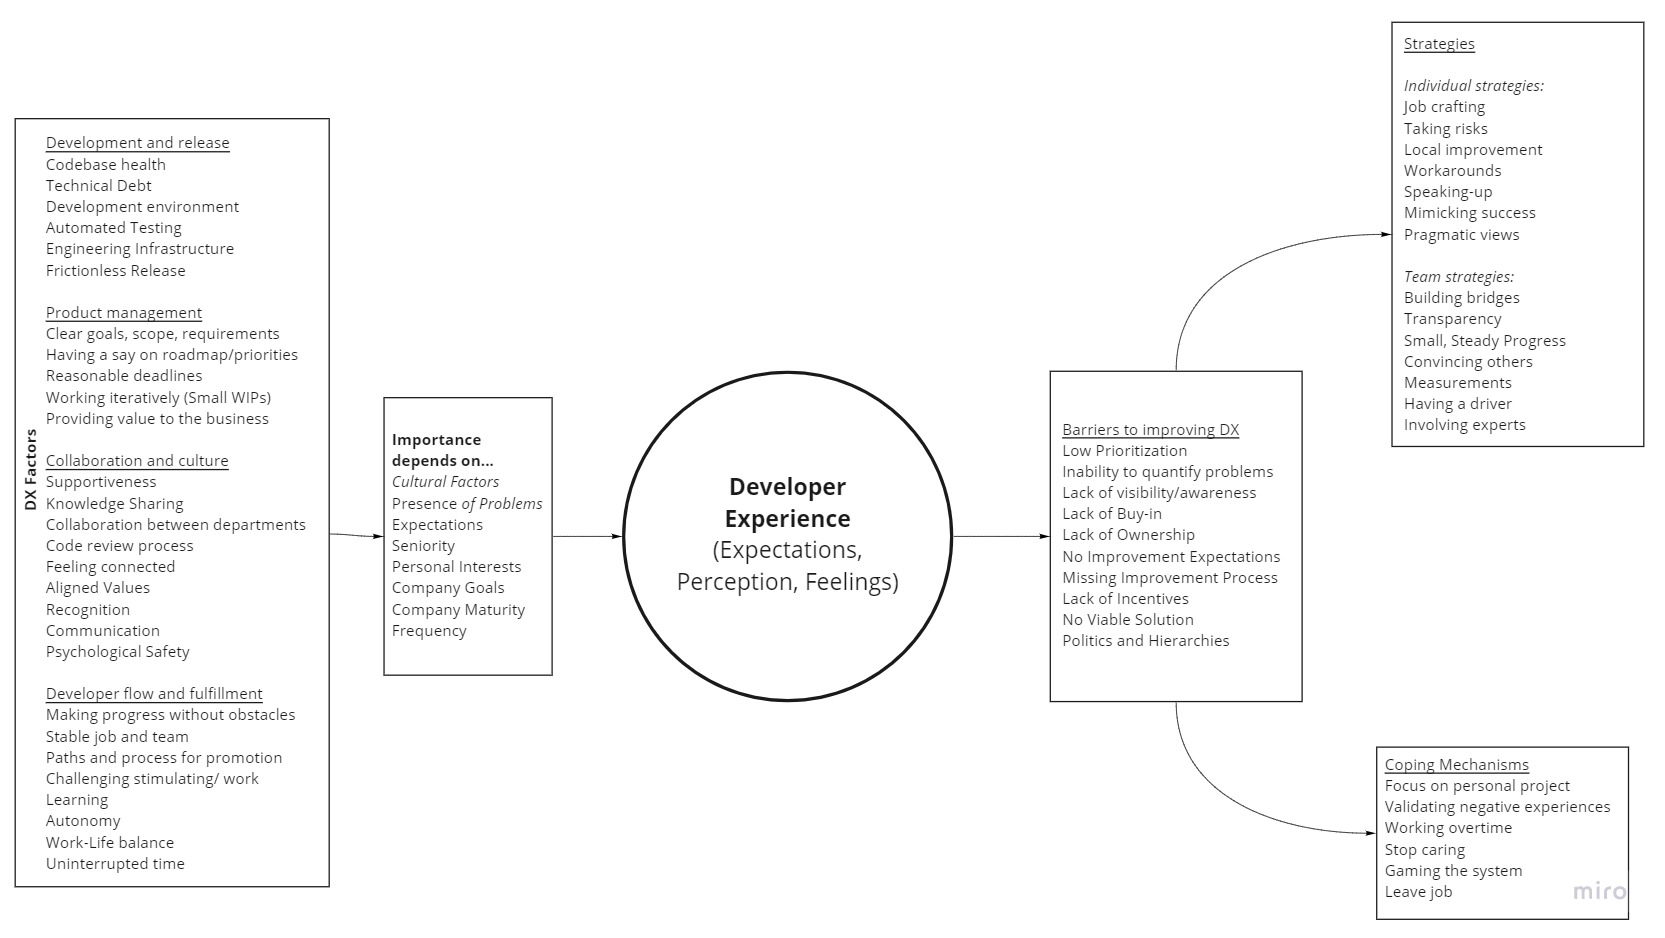 DX Factors
Development and release
Codebase health
Technical Debt
Development environment
Automated Testing
Engineering Infrastructure
Frictionless Release
Product management
Clear goals, scope, requirements
Having a say on roadmap/priorities
Reasonable deadlines
Working iteratively (Small WIPs)
Providing value to the business
Collaboration and culture
Supportiveness
Knowledge Sharing
Collaboration between departments
Code review process
Feeling connected
Aligned Values
Recognition
Communication
Psychological Safety
Developer flow and fulfillment
Making progress without obstacles
Stable job and team
Paths and process for promotion
Challenging stimulating/ work
Learning
Autonomy
Work-Life balance
Uninterrupted time
Importance
depends on...
Cultural Factors
Presence of Problems
Expectations
Seniority
Personal Interests
Company Goals
Company Maturity
Frequency
Developer
Experience
(Expectations,
Perception, Feelings)
Barriers to improving DX
Low Prioritization
Inability to quantify problems
Lack of visibility/awareness
Lack of Buy-in
Lack of Ownership
No Improvement Expectations
Missing Improvement Process
Lack of Incentives
No Viable Solution
Politics and Hierarchies
Strategies
Individual strategies:
Job crafting
Taking risks
Local improvement
Workarounds
Speaking-up
Mimicking success
Pragmatic views
Team strategies:
Building bridges
Transparency
Small, Steady Progress
Convincing others
Measurements
Having a driver
Involving experts
Coping Mechanisms
Focus on personal project
Validating negative experiences
Working overtime
Stop caring
Gaming the system
Leave job
miro